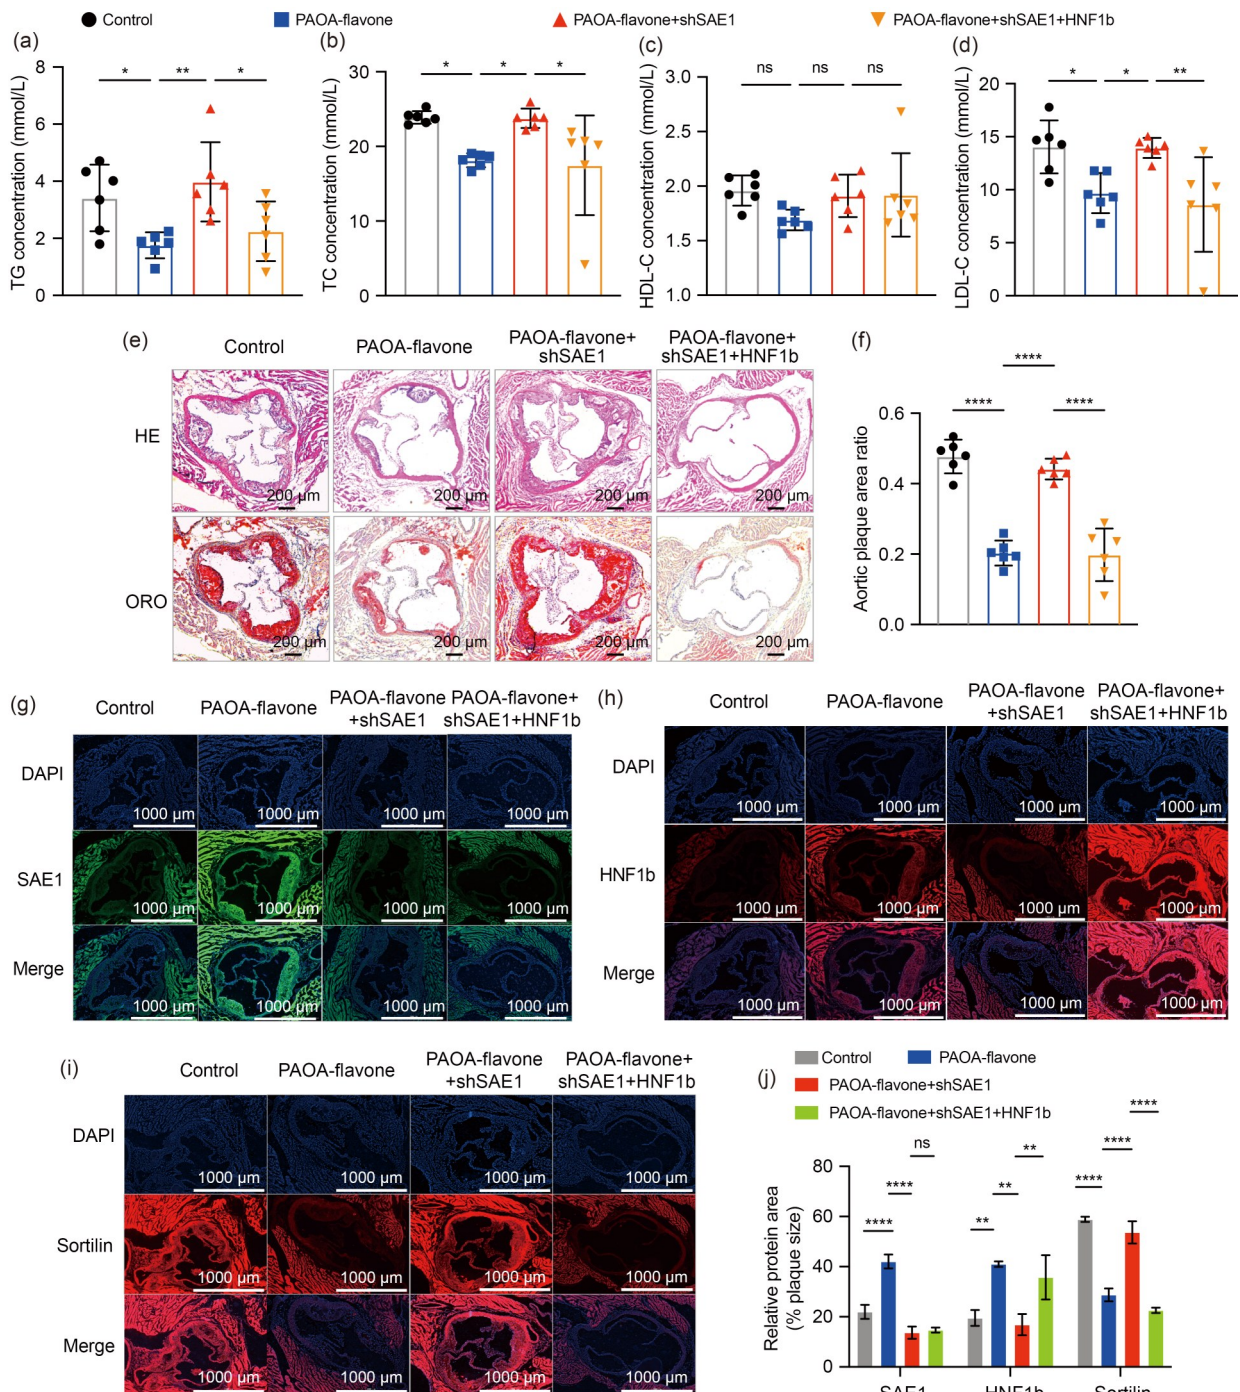 Control PAOA-flavone PAOA-flavone+shSAE1 PAOA-flavone+shSAE1+HNF1b
(a)
TG concentration (mmol/L)
8
6
4
2
0
* ** *
(b)
TC concentration (mmol/L)
30
20
10
0
* * *
(c)
HDL-C concentration (mmol/L)
3.0
2.5
2.0
1.5
1.0
ns ns ns
(d)
LDL-C concentration (mmol/L)
20
15
10
5
0
* * **
(e)
Control PAOA-flavone PAOA-flavone+
shSAE1 PAOA-flavone+
shSAE1+HNF1b
HE
200 µm 200 µm 200 µm 200 µm
ORO
200 µm 200 µm 200 µm 200 µm
(f)
Aortic plaque area ratio
0.6
0.4
0.2
0.0
****
**** ****
(g)
Control PAOA-flavone PAOA-flavone
+shSAE1 PAOA-flavone+
shSAE1+HNF1b
DAPI
1000 µm 1000 µm 1000 µm 1000 µm
SAE1
1000 µm 1000 µm 1000 µm 1000 µm
Merge
1000 µm 1000 µm 1000 µm 1000 µm
(h)
Control PAOA-flavone PAOA-flavone
+shSAE1 PAOA-flavone+
shSAE1+HNF1b
DAPI
1000 µm 1000 µm 1000 µm 1000 µm
HNF1b
1000 µm 1000 µm 1000 µm 1000 µm
Merge
1000 µm 1000 µm 1000 µm 1000 µm
(i)
Control PAOA-flavone PAOA-flavone
+shSAE1 PAOA-flavone+
shSAE1+HNF1b
DAPI
1000 µm 1000 µm 1000 µm 1000 µm
Sortilin
1000 µm 1000 µm 1000 µm 1000 µm
Merge
1000 µm 1000 µm 1000 µm 1000 µm
(j)
Control PAOA-flavone
PAOA-flavone+shSAE1
PAOA-flavone+shSAE1+HNF1b
Relative protein area
(% plaque size)
80
60
40
20
0
**** **** ns
** ** **
**** **** ****
SAE1 HNF1b Sortilin